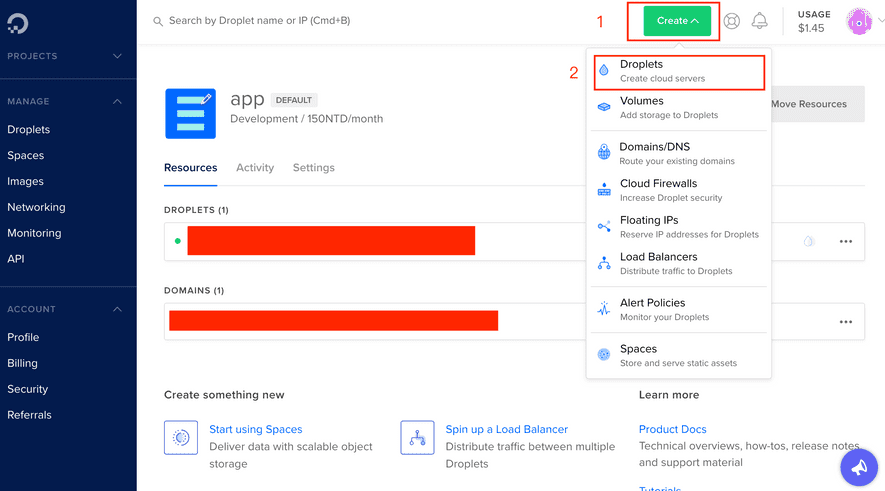 Search by Droplet name or IP (Cmd+B)
1
Create
USAGE
$1.45
PROJECTS
MANAGE
Droplets
Spaces
Images
Networking
Monitoring
API
ACCOUNT
Profile
Billing
Security
Referrals
2
Droplets
Create cloud servers
Volumes
Add storage to Droplets
Domains/DNS
Route your existing domains
Cloud Firewalls
Increase Droplet security
Floating IPs
Reserve IP addresses for Droplets
Load Balancers
Distribute traffic to Droplets
Alert Policies
Monitor your Droplets
Spaces
Store and serve static assets
app DEFAULT
Development / 150NTD/month
Move Resources
Resources Activity Settings
DROPLETS (1)
DOMAINS (1)
Create something new
Start using Spaces
Deliver data with scalable object
storage
Spin up a Load Balancer
Distribute traffic between multiple
Droplets
Learn more
Product Docs
Technical overviews, how-tos, release notes,
and support material
Tutorials